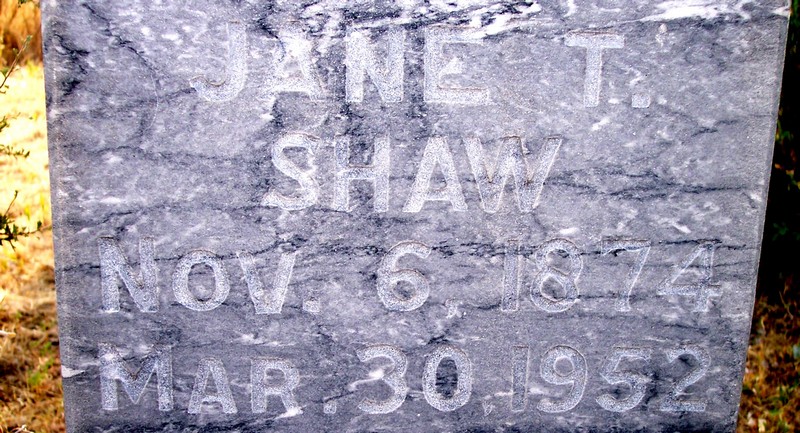 JANE T.
SHAW
NOV. 6, 1874
MAR. 30, 1952